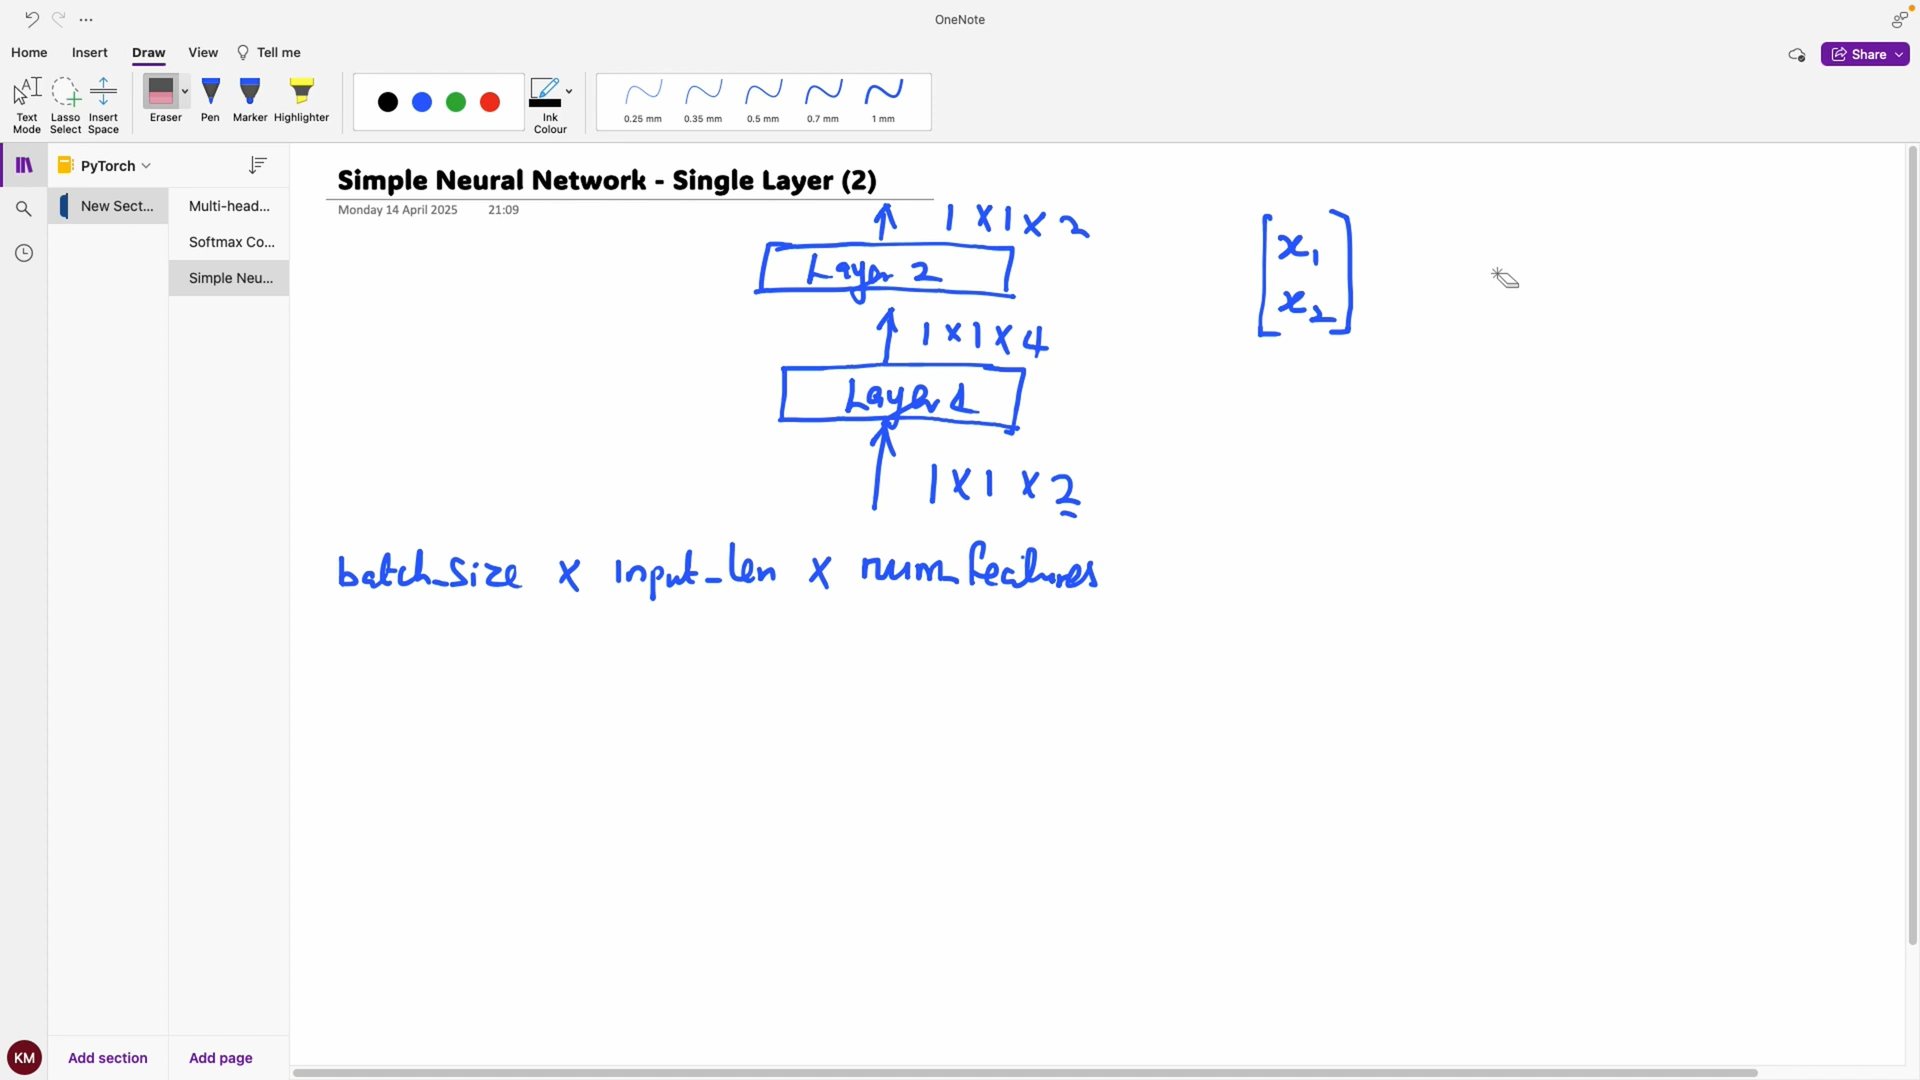 OneNote
Home Insert Draw View Tell me
Share
Text Mode
Lasso Select
Insert Space
Eraser
Pen
Marker
Highlighter
Ink Colour
0.25 mm
0.35 mm
0.5 mm
0.7 mm
1 mm
PyTorch
New Sect...
Multi-head...
Softmax Co...
Simple Neu...
Simple Neural Network - Single Layer (2)
Monday 14 April 2025 21:09
1 X 1 X 2
Layer 2
1 X 1 X 4
Layer 1
1 X 1 X 2
x₁
x₂
batch_size X input_len X num_features
KM
Add section
Add page